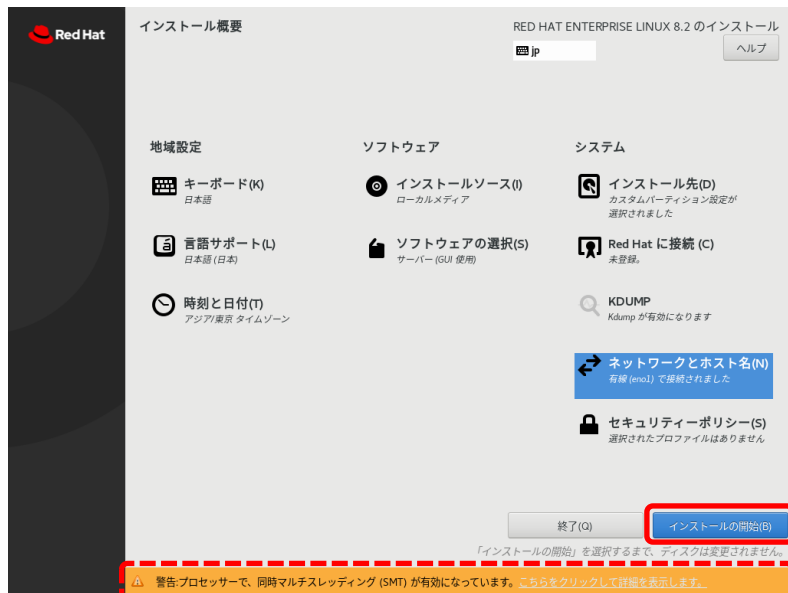 Red Hat
インストール概要
RED HAT ENTERPRISE LINUX 8.2 のインストール
jp
ヘルプ
地域設定
キーボード(K)
日本語
言語サポート(L)
日本語 (日本)
時刻と日付(T)
アジア/東京 タイムゾーン
ソフトウェア
インストールソース(I)
ローカルメディア
ソフトウェアの選択(S)
サーバー (GUI 使用)
システム
インストール先(D)
カスタムパーティション設定が
選択されました
Red Hat に接続 (C)
未登録。
KDUMP
Kdump が有効になります
ネットワークとホスト名(N)
有線 (eno1) で接続されました
セキュリティーポリシー(S)
選択されたプロファイルはありません
終了(Q)
インストールの開始(B)
「インストールの開始」を選択するまで、ディスクは変更されません。
警告:プロセッサーで、同時マルチスレッディング (SMT) が有効になっています。こちらをクリックして詳細を表示します。